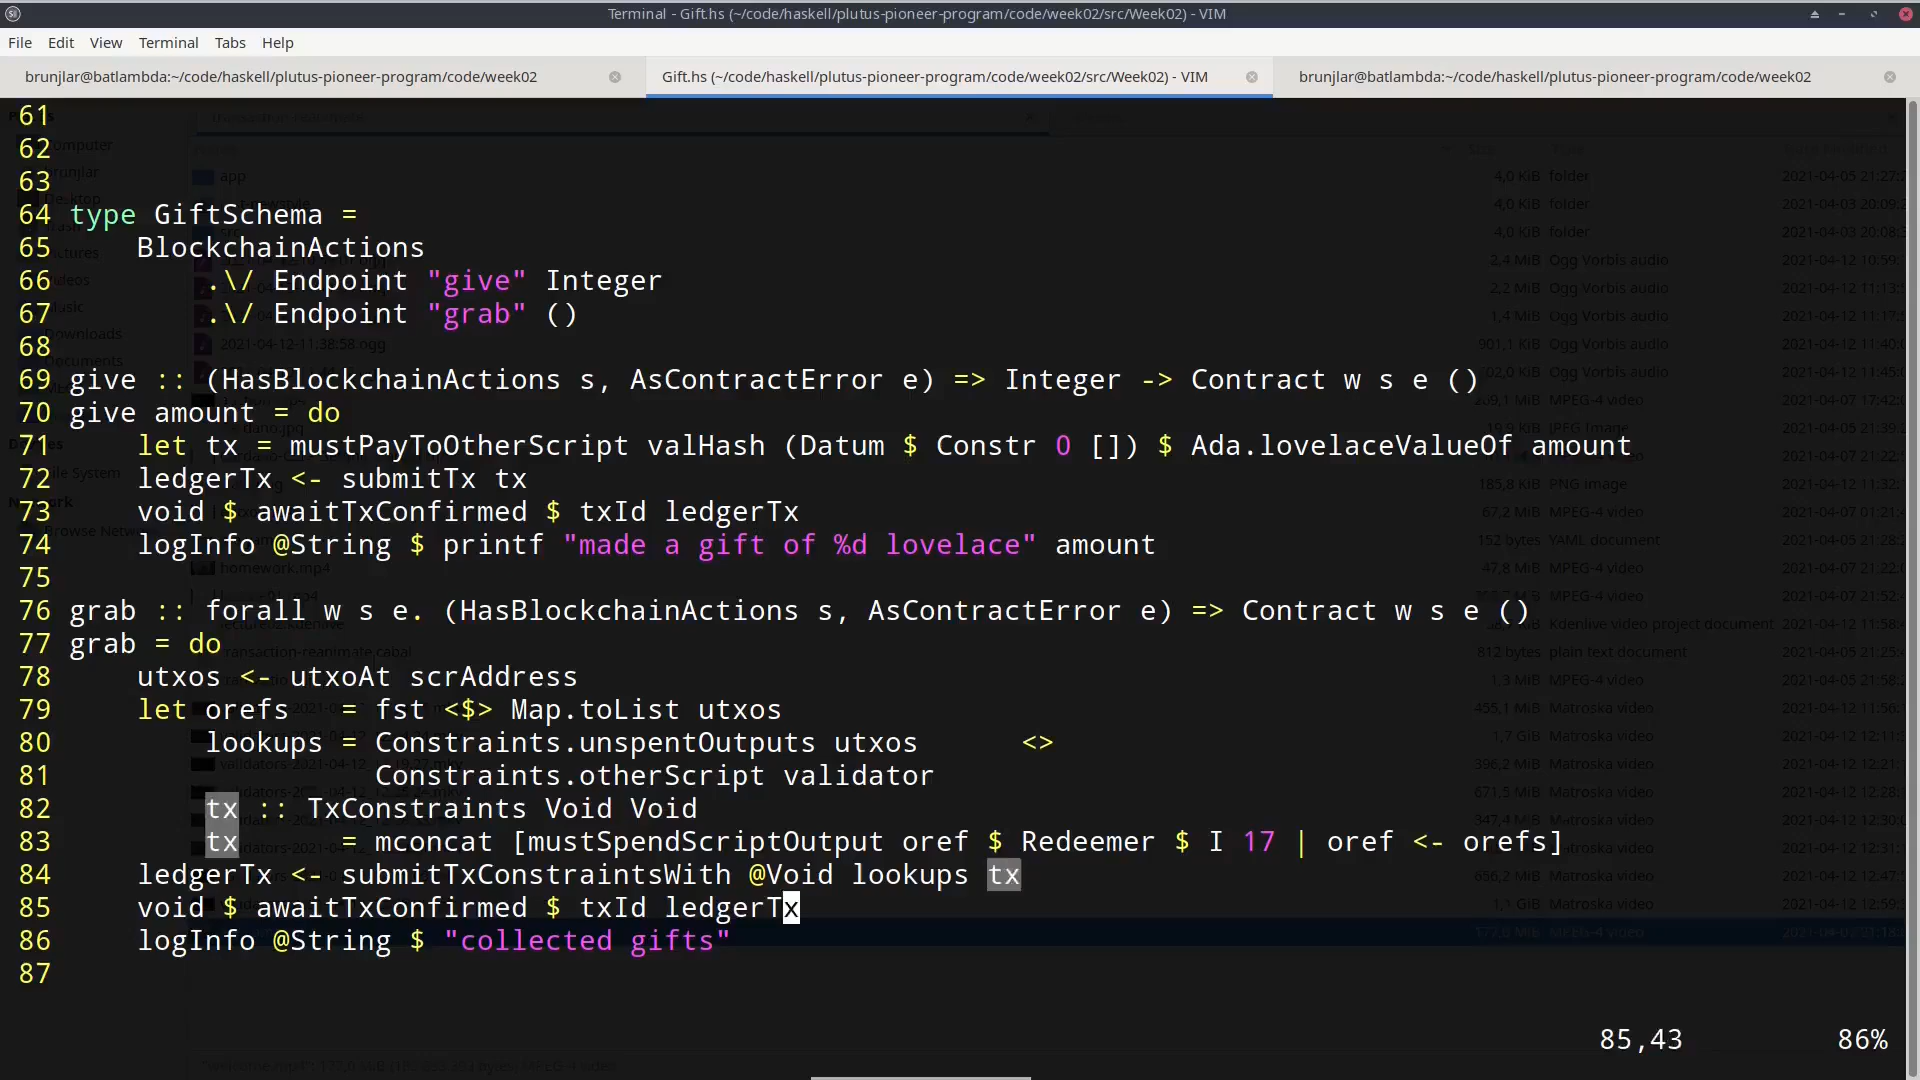 Terminal - Gift.hs (~/code/haskell/plutus-pioneer-program/code/week02/src/Week02) - VIM
File Edit View Terminal Tabs Help
brunjlar@batlambda:~/code/haskell/plutus-pioneer-program/code/week02
Gift.hs (~/code/haskell/plutus-pioneer-program/code/week02/src/Week02) - VIM
brunjlar@batlambda:~/code/haskell/plutus-pioneer-program/code/week02
61
62
63
64 type GiftSchema =
65     BlockchainActions
66         .\/ Endpoint "give" Integer
67         .\/ Endpoint "grab" ()
68
69 give :: (HasBlockchainActions s, AsContractError e) => Integer -> Contract w s e ()
70 give amount = do
71     let tx = mustPayToOtherScript valHash (Datum $ Constr 0 []) $ Ada.lovelaceValueOf amount
72     ledgerTx <- submitTx tx
73     void $ awaitTxConfirmed $ txId ledgerTx
74     logInfo @String $ printf "made a gift of %d lovelace" amount
75
76 grab :: forall w s e. (HasBlockchainActions s, AsContractError e) => Contract w s e ()
77 grab = do
78     utxos <- utxoAt scrAddress
79     let orefs   = fst <$> Map.toList utxos
80         lookups = Constraints.unspentOutputs utxos      <>
81                   Constraints.otherScript validator
82         tx :: TxConstraints Void Void
83         tx      = mconcat [mustSpendScriptOutput oref $ Redeemer $ I 17 | oref <- orefs]
84     ledgerTx <- submitTxConstraintsWith @Void lookups tx
85     void $ awaitTxConfirmed $ txId ledgerTx
86     logInfo @String $ "collected gifts"
87
85,43 86%